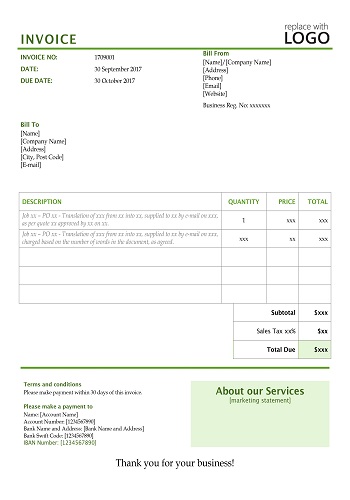 replace with
INVOICE
LOGO
INVOICE NO: 1709001
DATE: 30 September 2017
DUE DATE: 30 October 2017
Bill From
[Name]/[Company Name]
[Address]
[Phone]
[Email]
[Website]
Business Reg. No: xxxxxxx
Bill To
[Name]
[Company Name]
[Address]
[City, Post Code]
[E-mail]
DESCRIPTION QUANTITY PRICE TOTAL
Job xx – PO xx - Translation of xxx from xx into xx, supplied to xx by e-mail on xxx,
as per quote xx approved by xx on xx.
1 xxx xxx
Job xx – PO xx - Translation of xxx from xxx into xx, supplied to xx by e-mail on xxx,
charged based on the number of words in the document, as agreed.
xxx xx xxx
Subtotal $xxx
Sales Tax xx% $xx
Total Due $xxx
Terms and conditions
Please make payment within 30 days of this invoice.
Please make a payment to
Name: [Account Name]
Account Number: [1234567890]
Bank Name and Address: [Bank Name and Address]
Bank Swift Code: [1234567890]
IBAN Number: [1234567890]
About our Services
[marketing statement]
Thank you for your business!